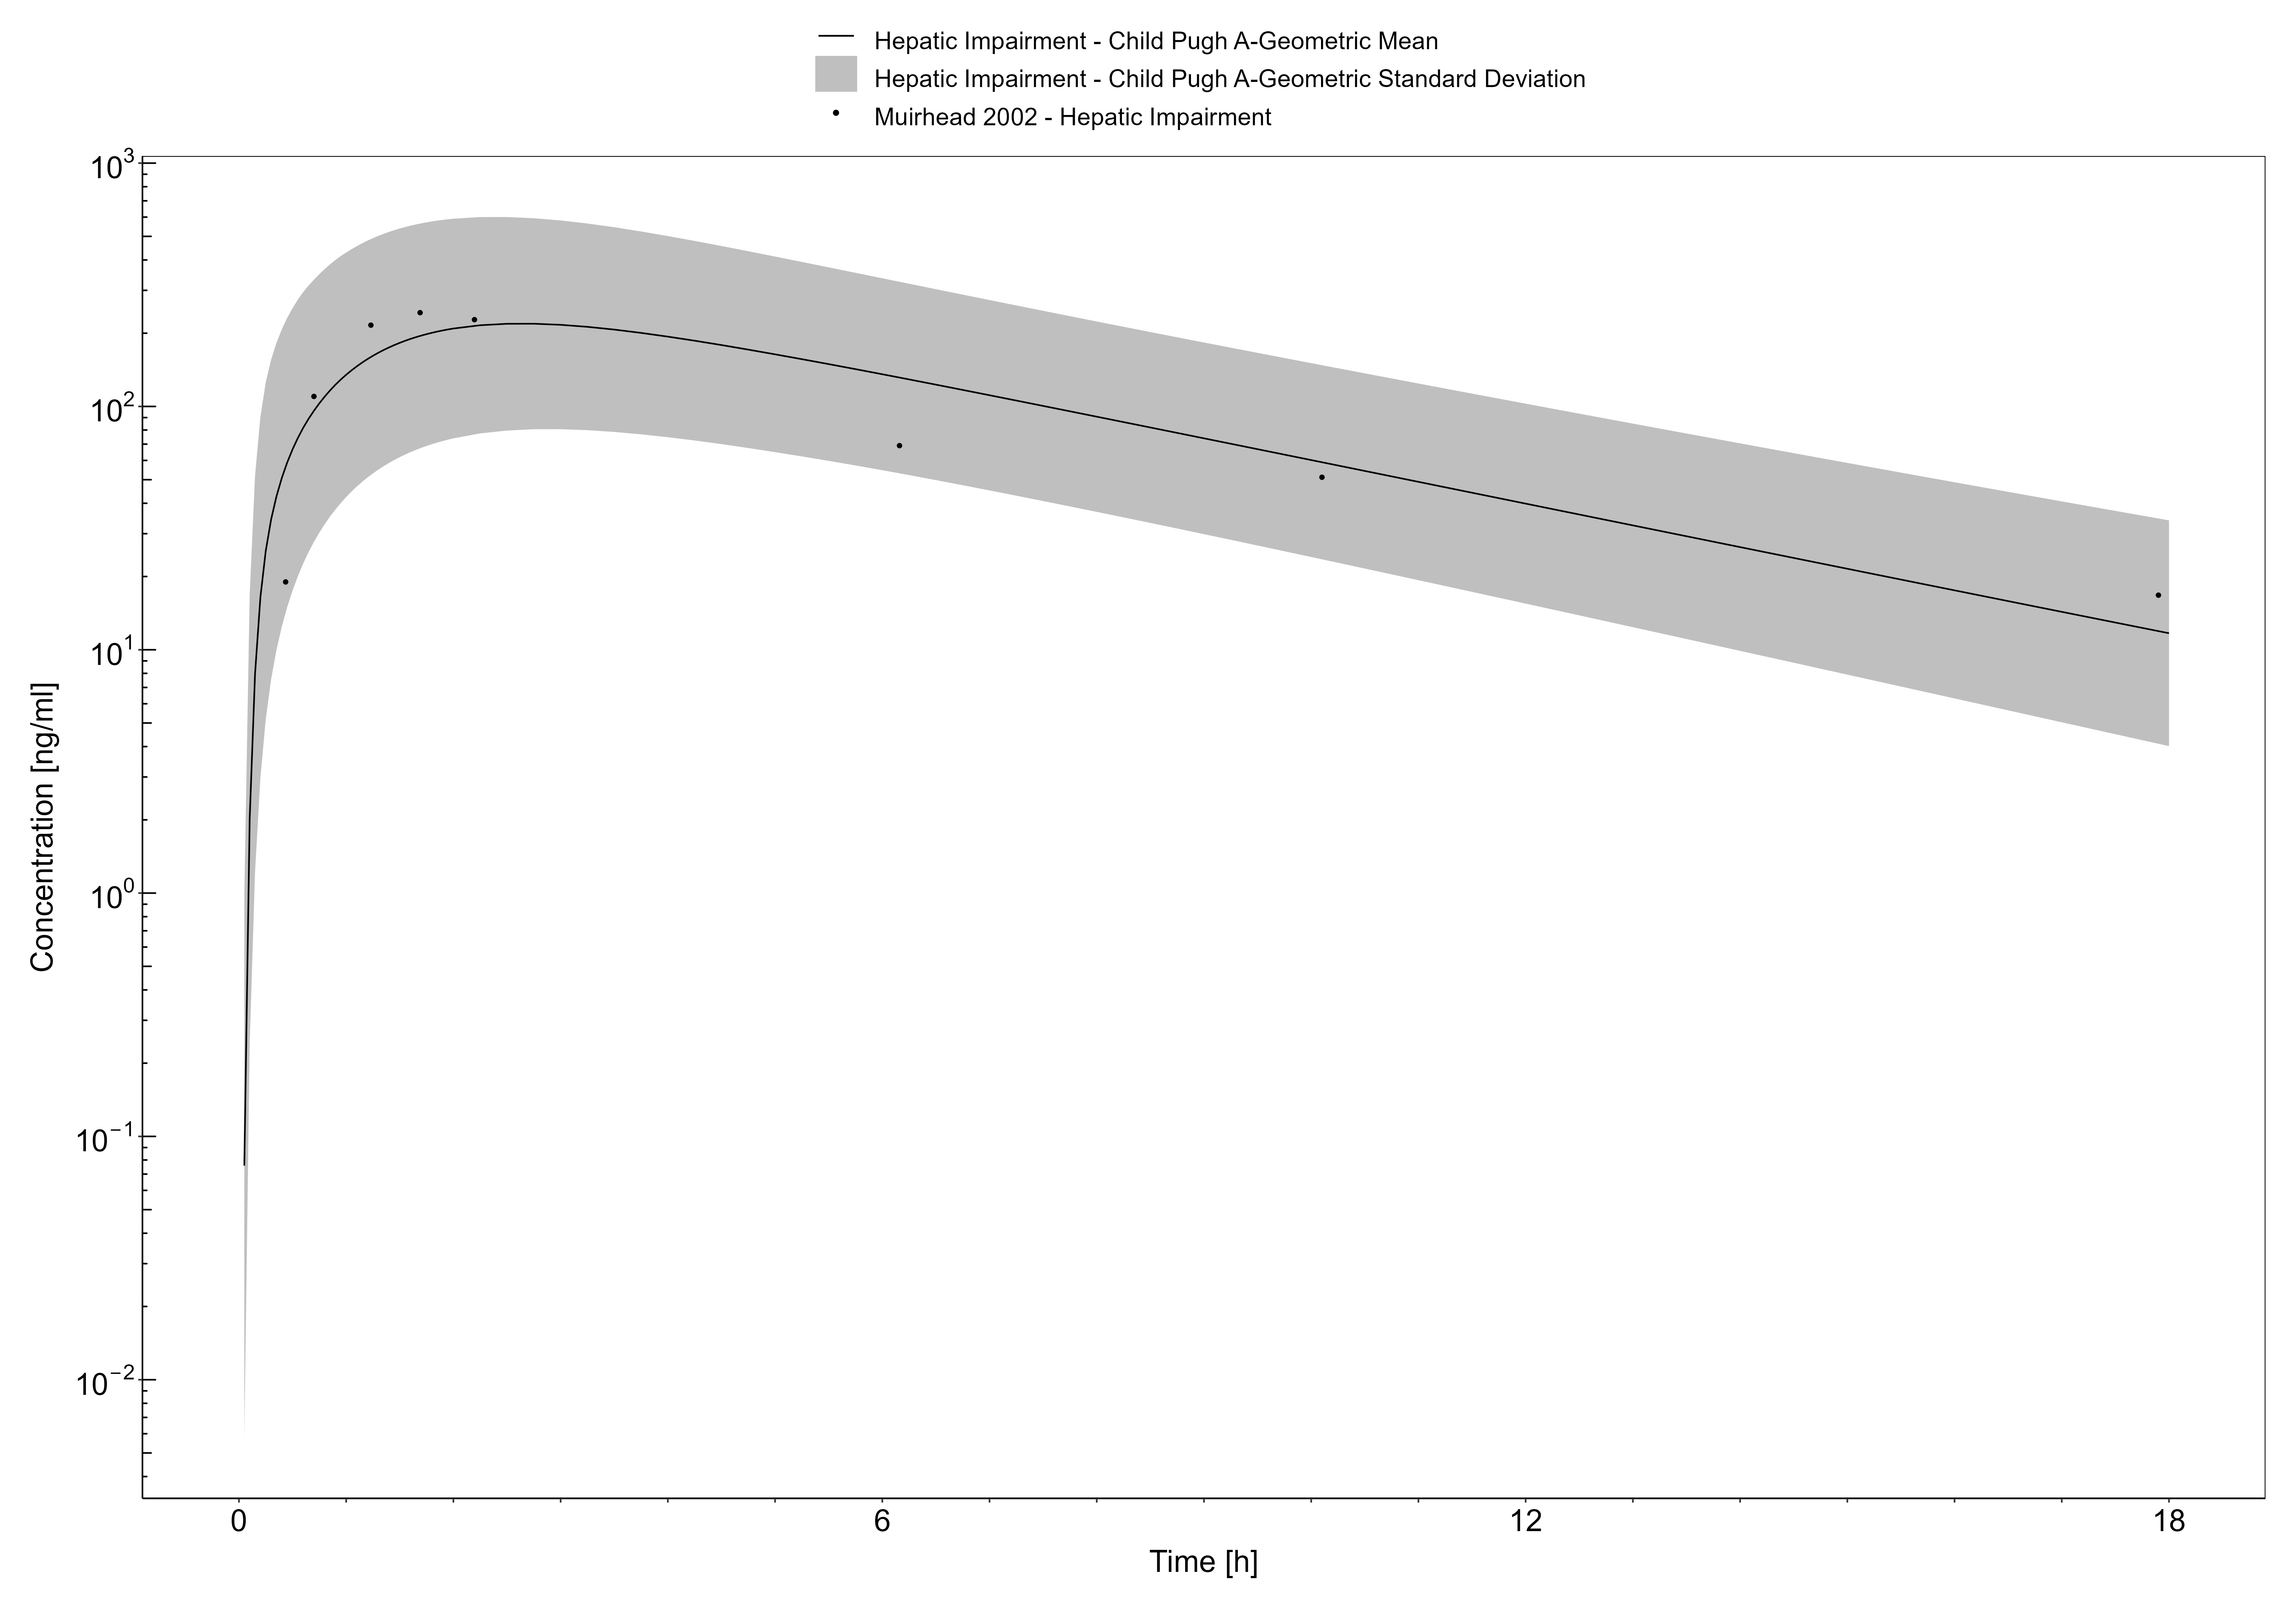 Hepatic Impairment - Child Pugh A-Geometric Mean
Hepatic Impairment - Child Pugh A-Geometric Standard Deviation
Muirhead 2002 - Hepatic Impairment
10³
10²
10¹
10⁰
10⁻¹
10⁻²
Concentration [ng/ml]
0 6 12 18
Time [h]